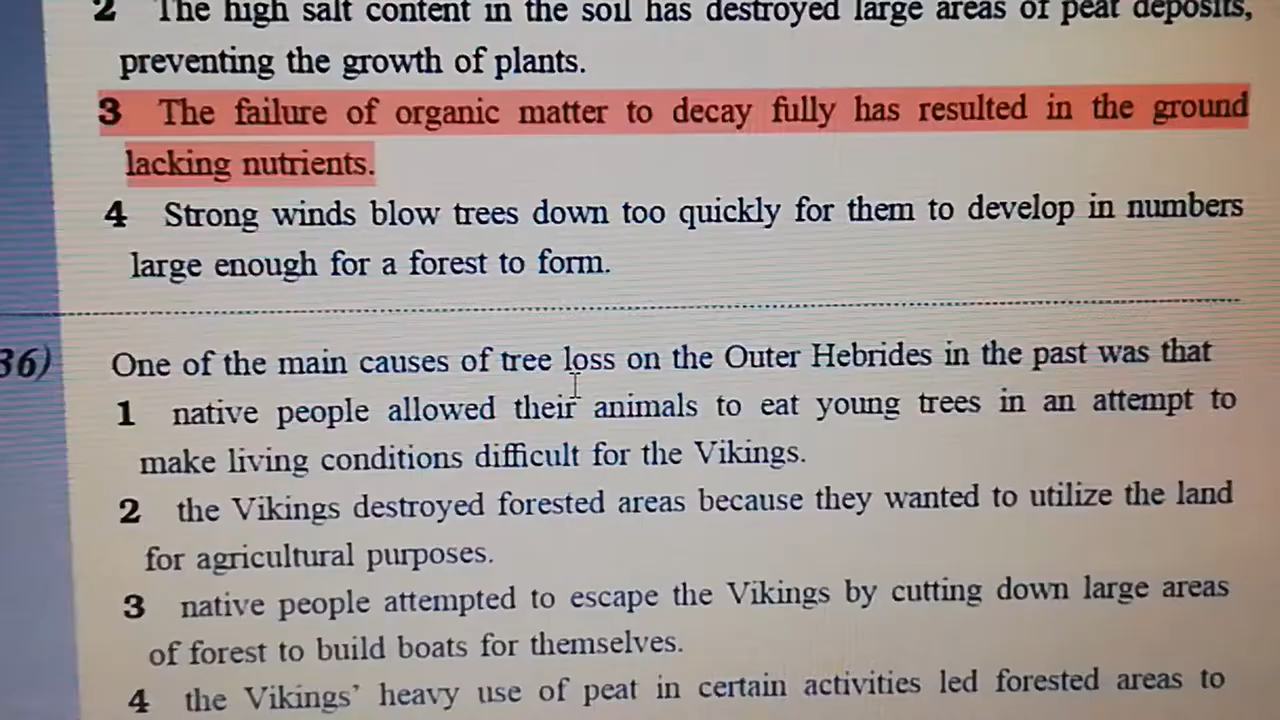 2 The high salt content in the soil has destroyed large areas of peat deposits,
preventing the growth of plants.
3 The failure of organic matter to decay fully has resulted in the ground
lacking nutrients.
4 Strong winds blow trees down too quickly for them to develop in numbers
large enough for a forest to form.
36) One of the main causes of tree loss on the Outer Hebrides in the past was that
1 native people allowed their animals to eat young trees in an attempt to
make living conditions difficult for the Vikings.
2 the Vikings destroyed forested areas because they wanted to utilize the land
for agricultural purposes.
3 native people attempted to escape the Vikings by cutting down large areas
of forest to build boats for themselves.
4 the Vikings' heavy use of peat in certain activities led forested areas to